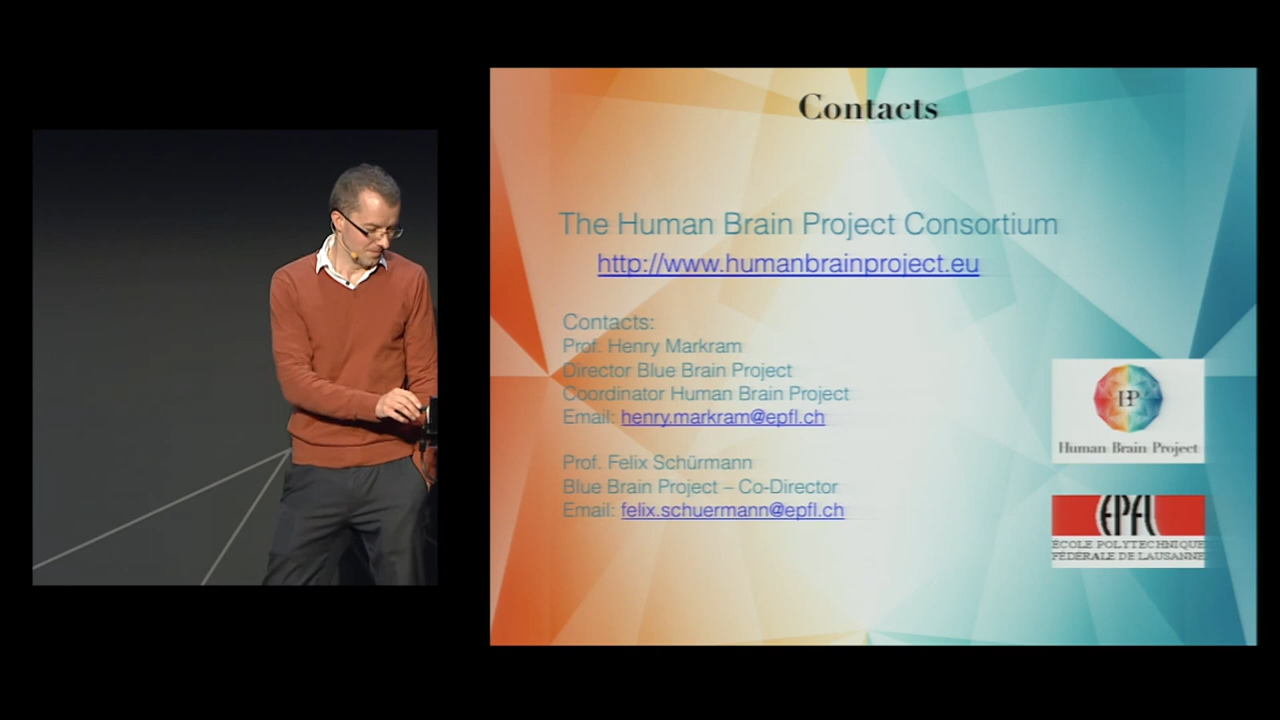 Contacts
The Human Brain Project Consortium
http://www.humanbrainproject.eu
Contacts:
Prof. Henry Markram
Director Blue Brain Project
Coordinator Human Brain Project
Email: henry.markram@epfl.ch
Prof. Felix Schürmann
Blue Brain Project – Co-Director
Email: felix.schuermann@epfl.ch
HBP
Human Brain Project
EPFL
ÉCOLE POLYTECHNIQUE
FÉDÉRALE DE LAUSANNE